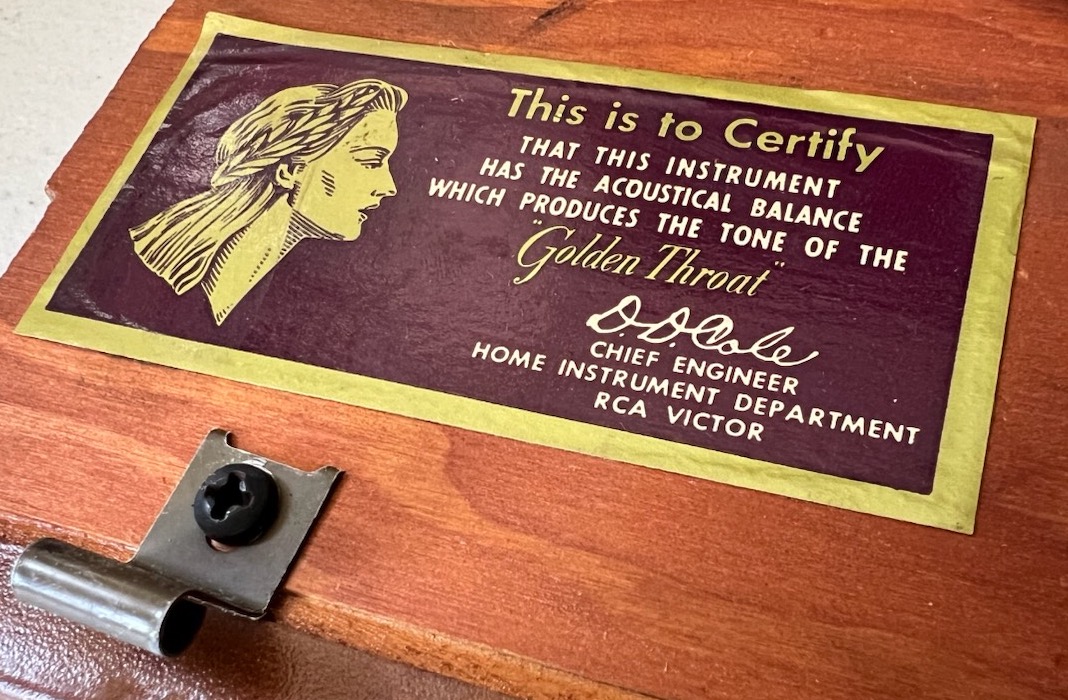 This is to Certify
THAT THIS INSTRUMENT
HAS THE ACOUSTICAL BALANCE
WHICH PRODUCES THE TONE OF THE
"Golden Throat"
D.D. Cole
CHIEF ENGINEER
HOME INSTRUMENT DEPARTMENT
RCA VICTOR